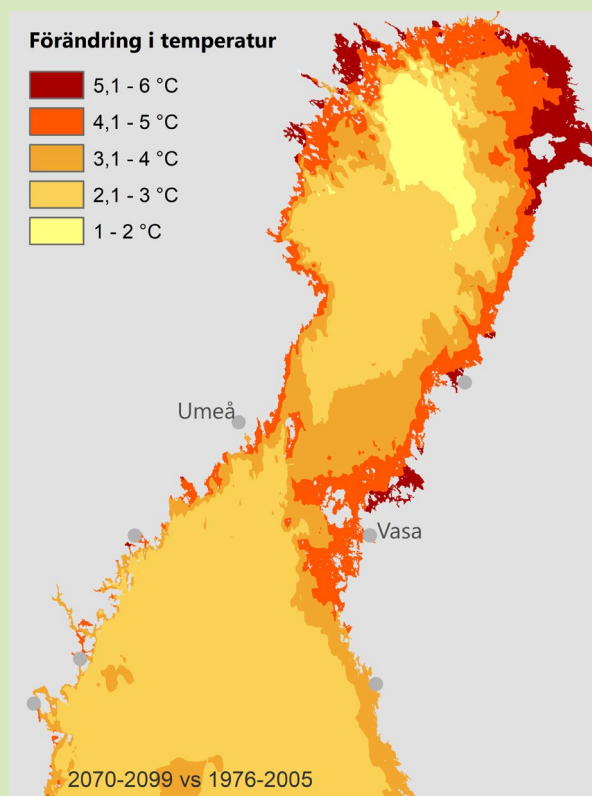 Förändring i temperatur
5,1 - 6 °C
4,1 - 5 °C
3,1 - 4 °C
2,1 - 3 °C
1 - 2 °C
Umeå
Vasa
2070-2099 vs 1976-2005